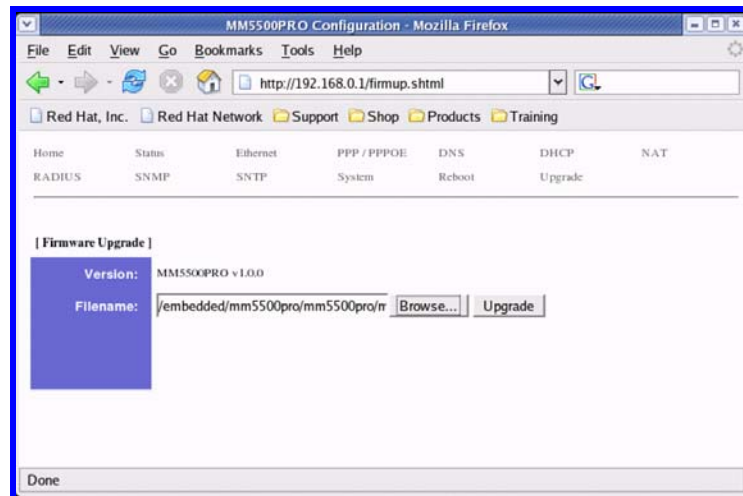 MM5500PRO Configuration - Mozilla Firefox
File Edit View Go Bookmarks Tools Help
http://192.168.0.1/firmup.shtml G
Red Hat, Inc. Red Hat Network Support Shop Products Training
Home Status Ethernet PPP / PPPOE DNS DHCP NAT
RADIUS SNMP SNTP System Reboot Upgrade
[ Firmware Upgrade ]
Version: MM5500PRO v1.0.0
Filename: /embedded/mm5500pro/mm5500pro/m Browse... Upgrade
Done